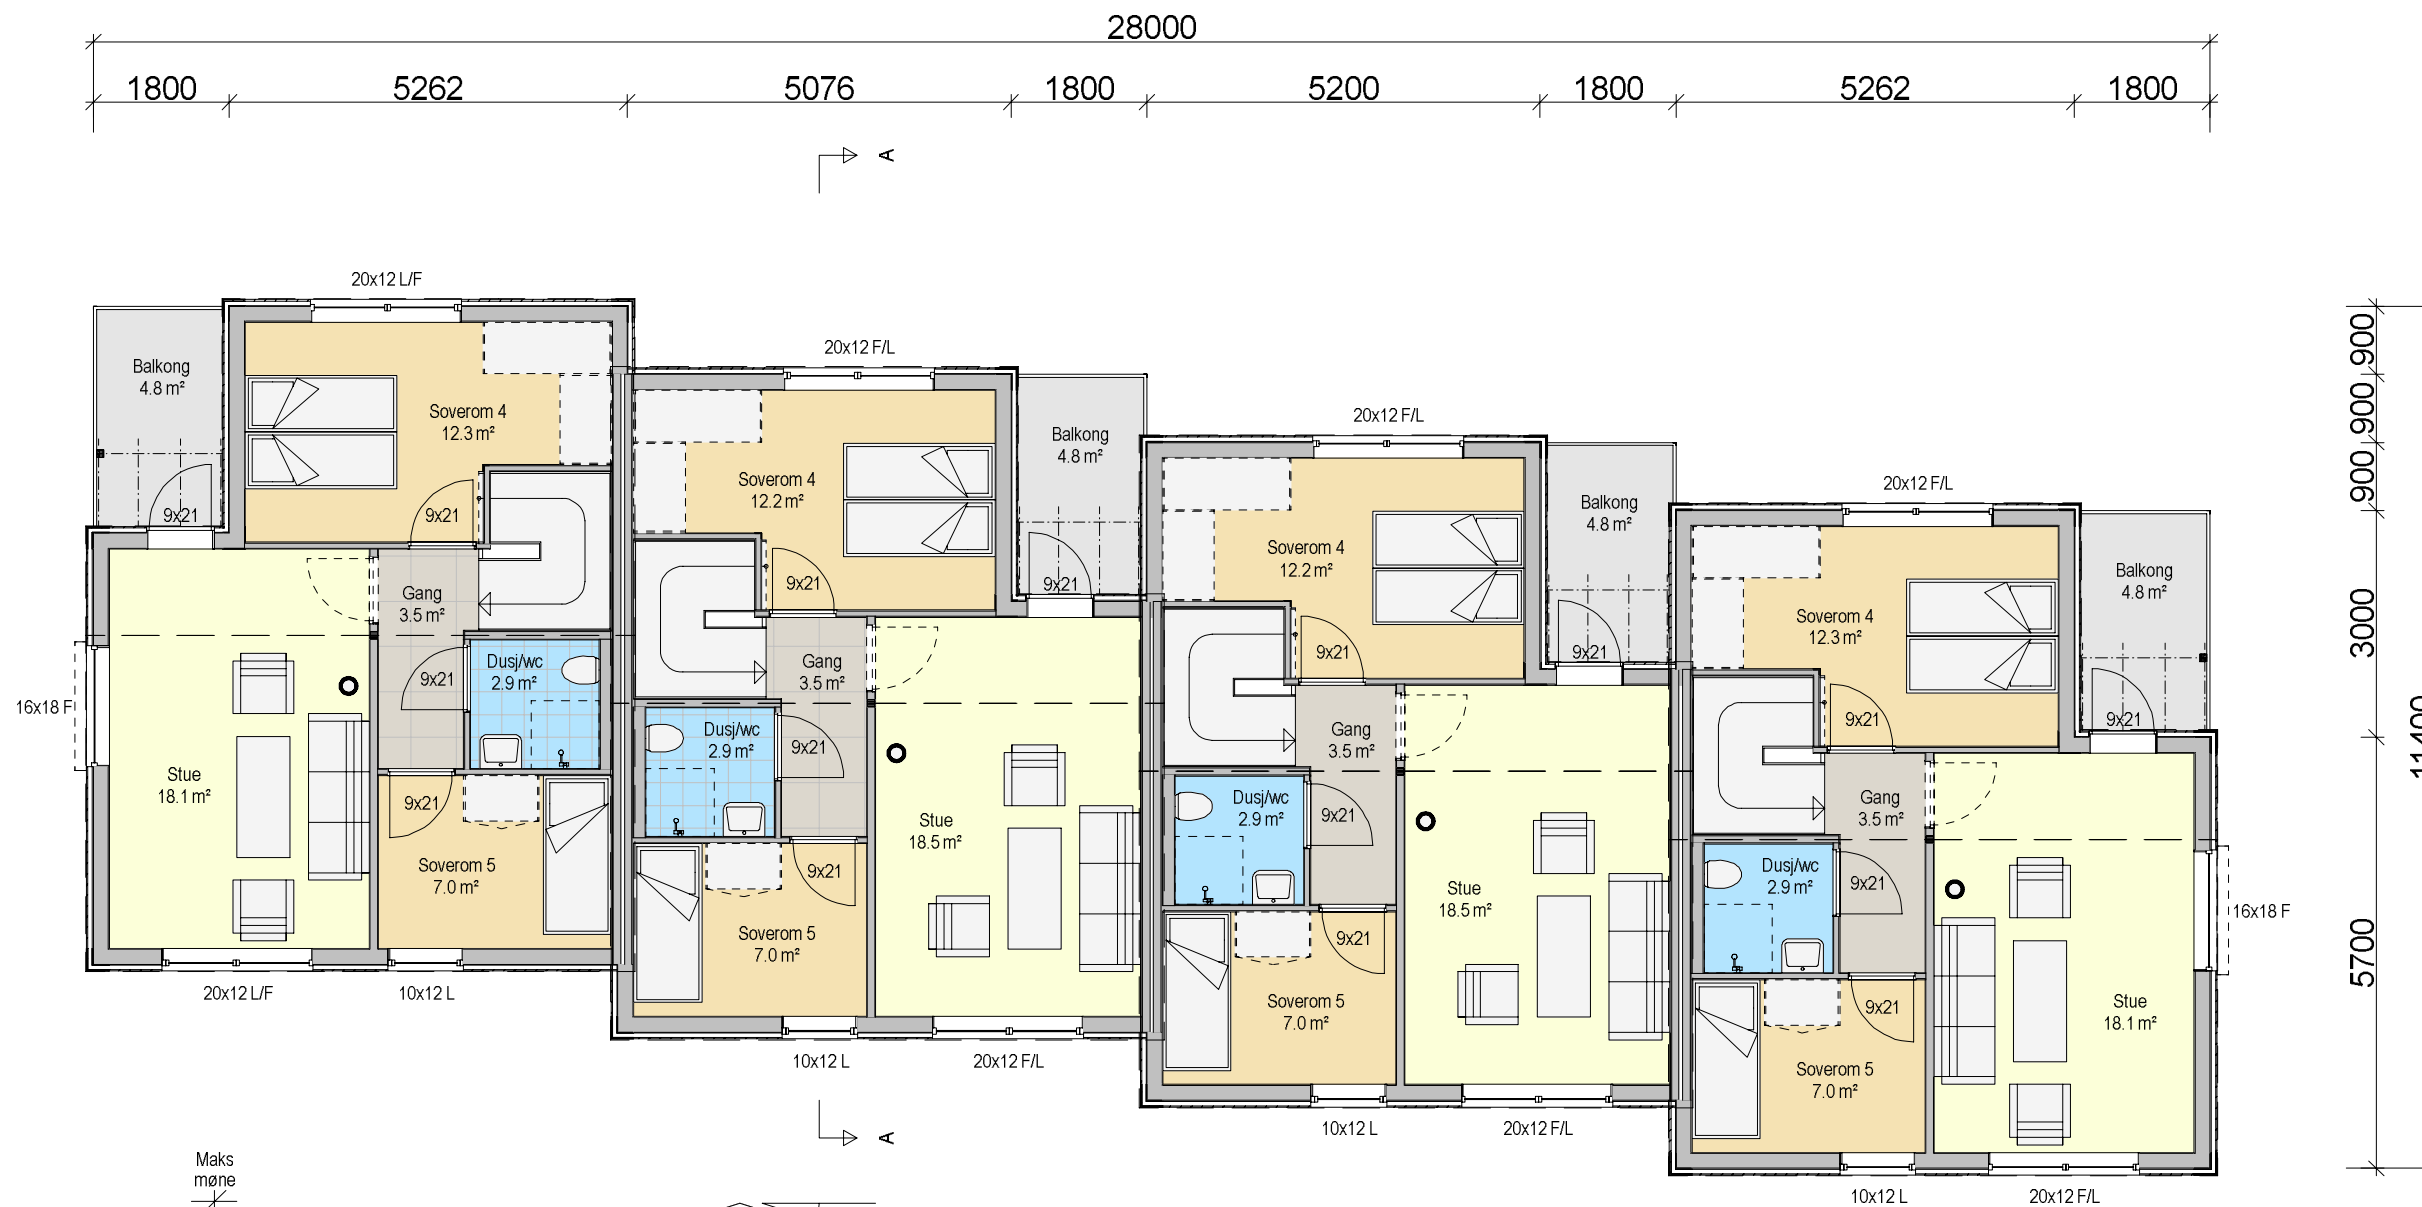 28000
1800 5262 5076 1800 5200 1800 5262 1800
A
20x12 L/F
Balkong
4.8 m²
Soverom 4
12.3 m²
9x21
9x21
Gang
3.5 m²
Dusj/wc
2.9 m²
9x21
16x18 F
Stue
18.1 m²
9x21
Soverom 5
7.0 m²
20x12 L/F
10x12 L
20x12 F/L
Soverom 4
12.2 m²
Balkong
4.8 m²
9x21
9x21
Gang
3.5 m²
Dusj/wc
2.9 m²
9x21
Stue
18.5 m²
9x21
Soverom 5
7.0 m²
10x12 L
20x12 F/L
20x12 F/L
Soverom 4
12.2 m²
Balkong
4.8 m²
9x21
9x21
Gang
3.5 m²
Dusj/wc
2.9 m²
9x21
Stue
18.5 m²
9x21
Soverom 5
7.0 m²
10x12 L
20x12 F/L
20x12 F/L
Soverom 4
12.3 m²
Balkong
4.8 m²
9x21
9x21
Gang
3.5 m²
Dusj/wc
2.9 m²
9x21
16x18 F
Stue
18.1 m²
9x21
Soverom 5
7.0 m²
10x12 L
20x12 F/L
900
900
900
3000
5700
11400
A
Maks
møne